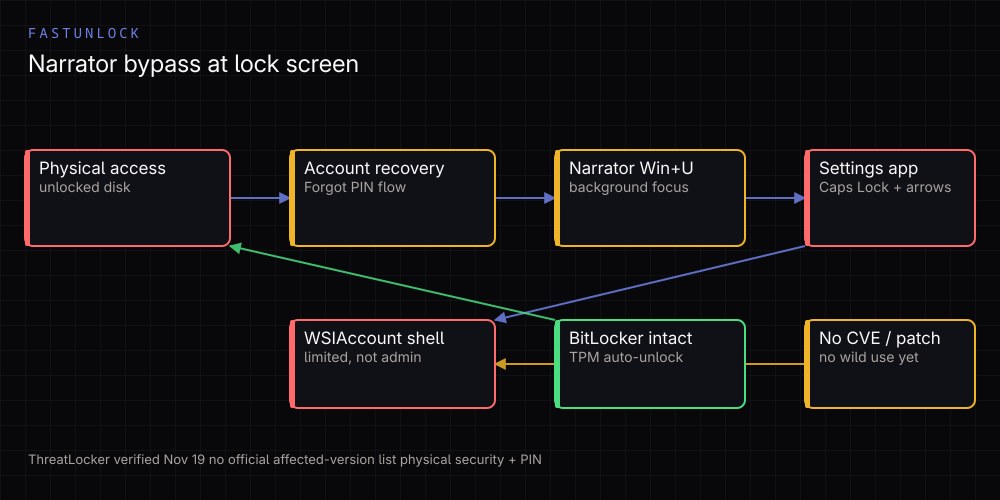 FASTUNLOCK
Narrator bypass at lock screen
Physical access
unlocked disk
Account recovery
Forgot PIN flow
Narrator Win+U
background focus
Settings app
Caps Lock + arrows
WSIAccount shell
limited, not admin
BitLocker intact
TPM auto-unlock
No CVE / patch
no wild use yet
ThreatLocker verified Nov 19 no official affected-version list physical security + PIN